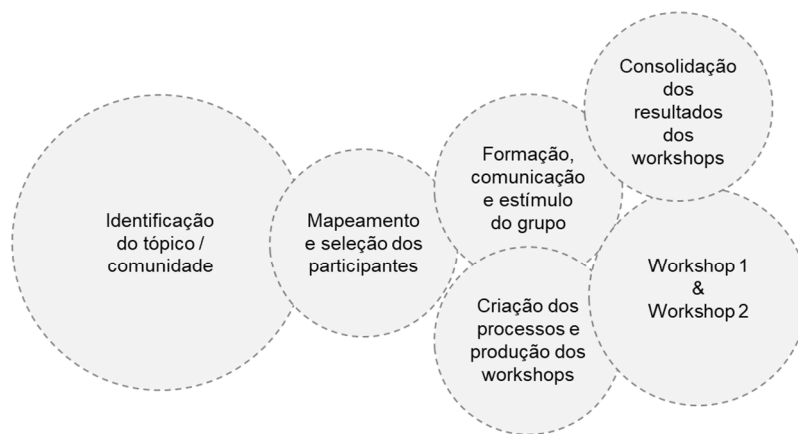 Identificação
do tópico /
comunidade
Mapeamento
e seleção dos
participantes
Formação,
comunicação
e estímulo
do grupo
Criação dos
processos e
produção dos
workshops
Consolidação
dos
resultados
dos
workshops
Workshop 1
&
Workshop 2